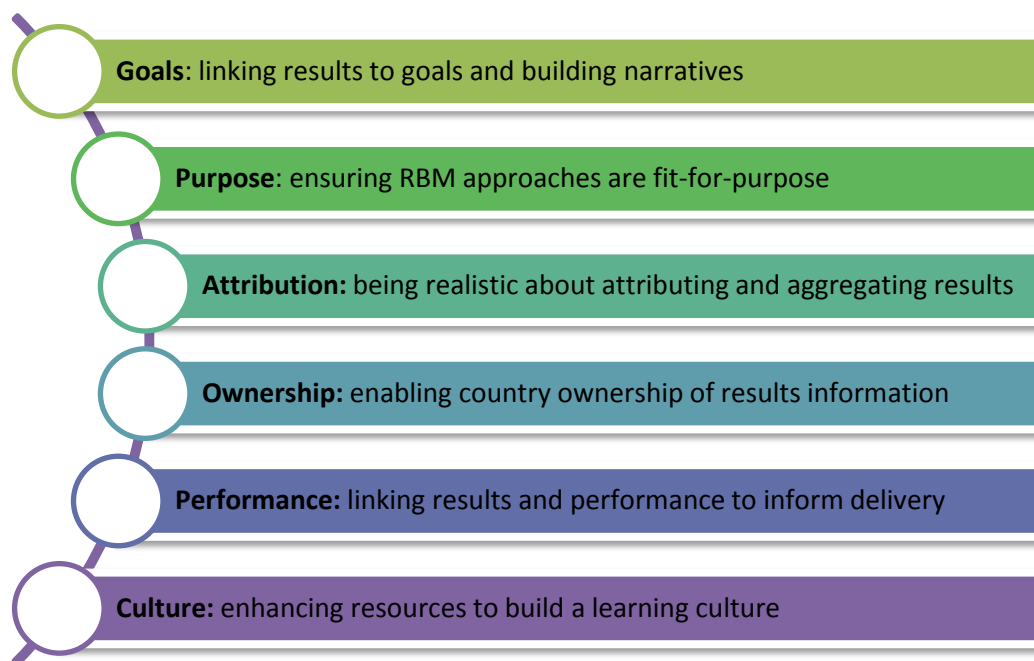 Goals: linking results to goals and building narratives
Purpose: ensuring RBM approaches are fit-for-purpose
Attribution: being realistic about attributing and aggregating results
Ownership: enabling country ownership of results information
Performance: linking results and performance to inform delivery
Culture: enhancing resources to build a learning culture